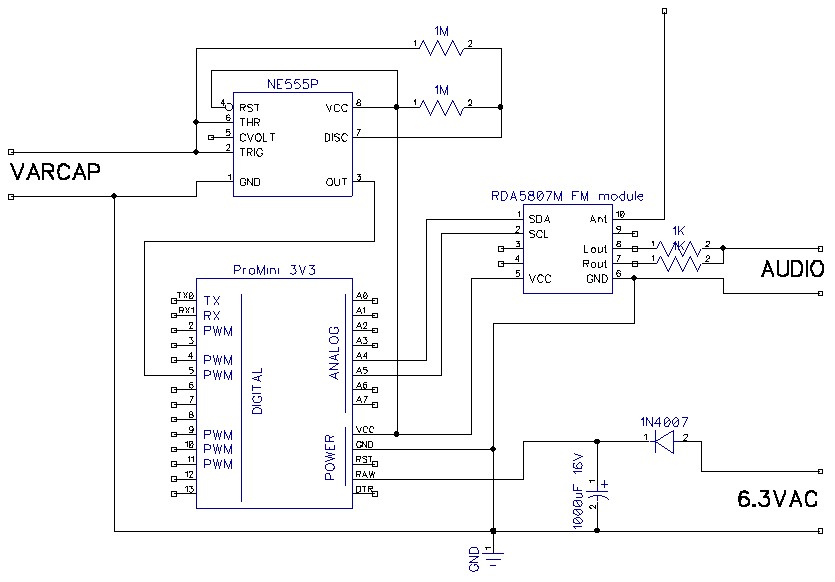 1M
1 2
NE555P
1M
4 RST VCC 8 1 2
6 THR
5 CVOLT DISC 7
2 TRIG
VARCAP
1 GND OUT 3
RDA5807M FM module
1 SDA Ant 10
2 SCL 9
1K
3 Lout 8 1 2
1K
4 Rout 7 1 2
5 VCC GND 6
AUDIO
ProMini 3V3
TX0 TX A0
RX1 RX A1
2 PWM A2
3 A3
4 PWM A4
5 PWM A5
6 A6
7 A7
8
9 PWM VCC
10 PWM GND
11 PWM RST
12 RAW
13 DTR
DIGITAL
ANALOG
POWER
1N4007
1 2
1000uF 16V
1 +
2
6.3VAC
GND
1